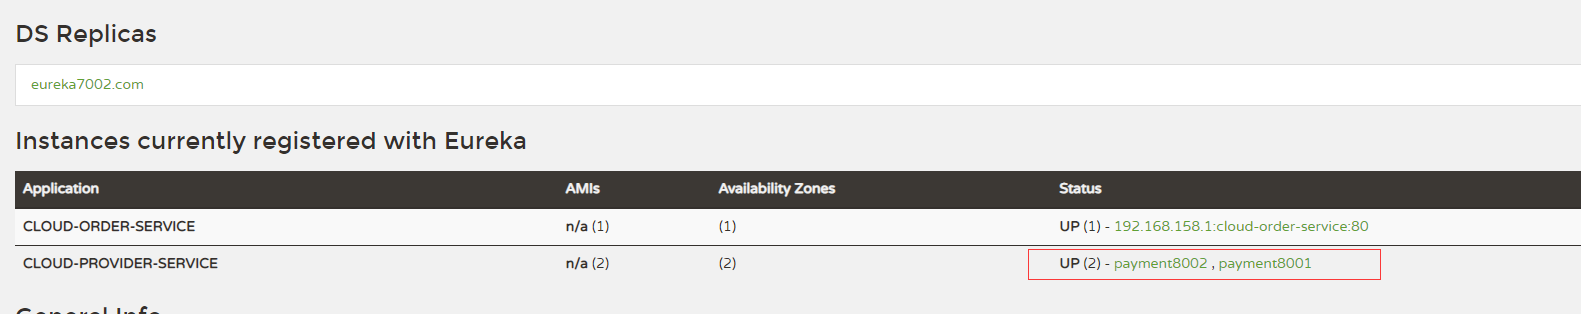 DS Replicas
eureka7002.com
Instances currently registered with Eureka
Application AMIs Availability Zones Status
CLOUD-ORDER-SERVICE n/a (1) (1) UP (1) - 192.168.158.1:cloud-order-service:80
CLOUD-PROVIDER-SERVICE n/a (2) (2) UP (2) - payment8002 , payment8001
General Info